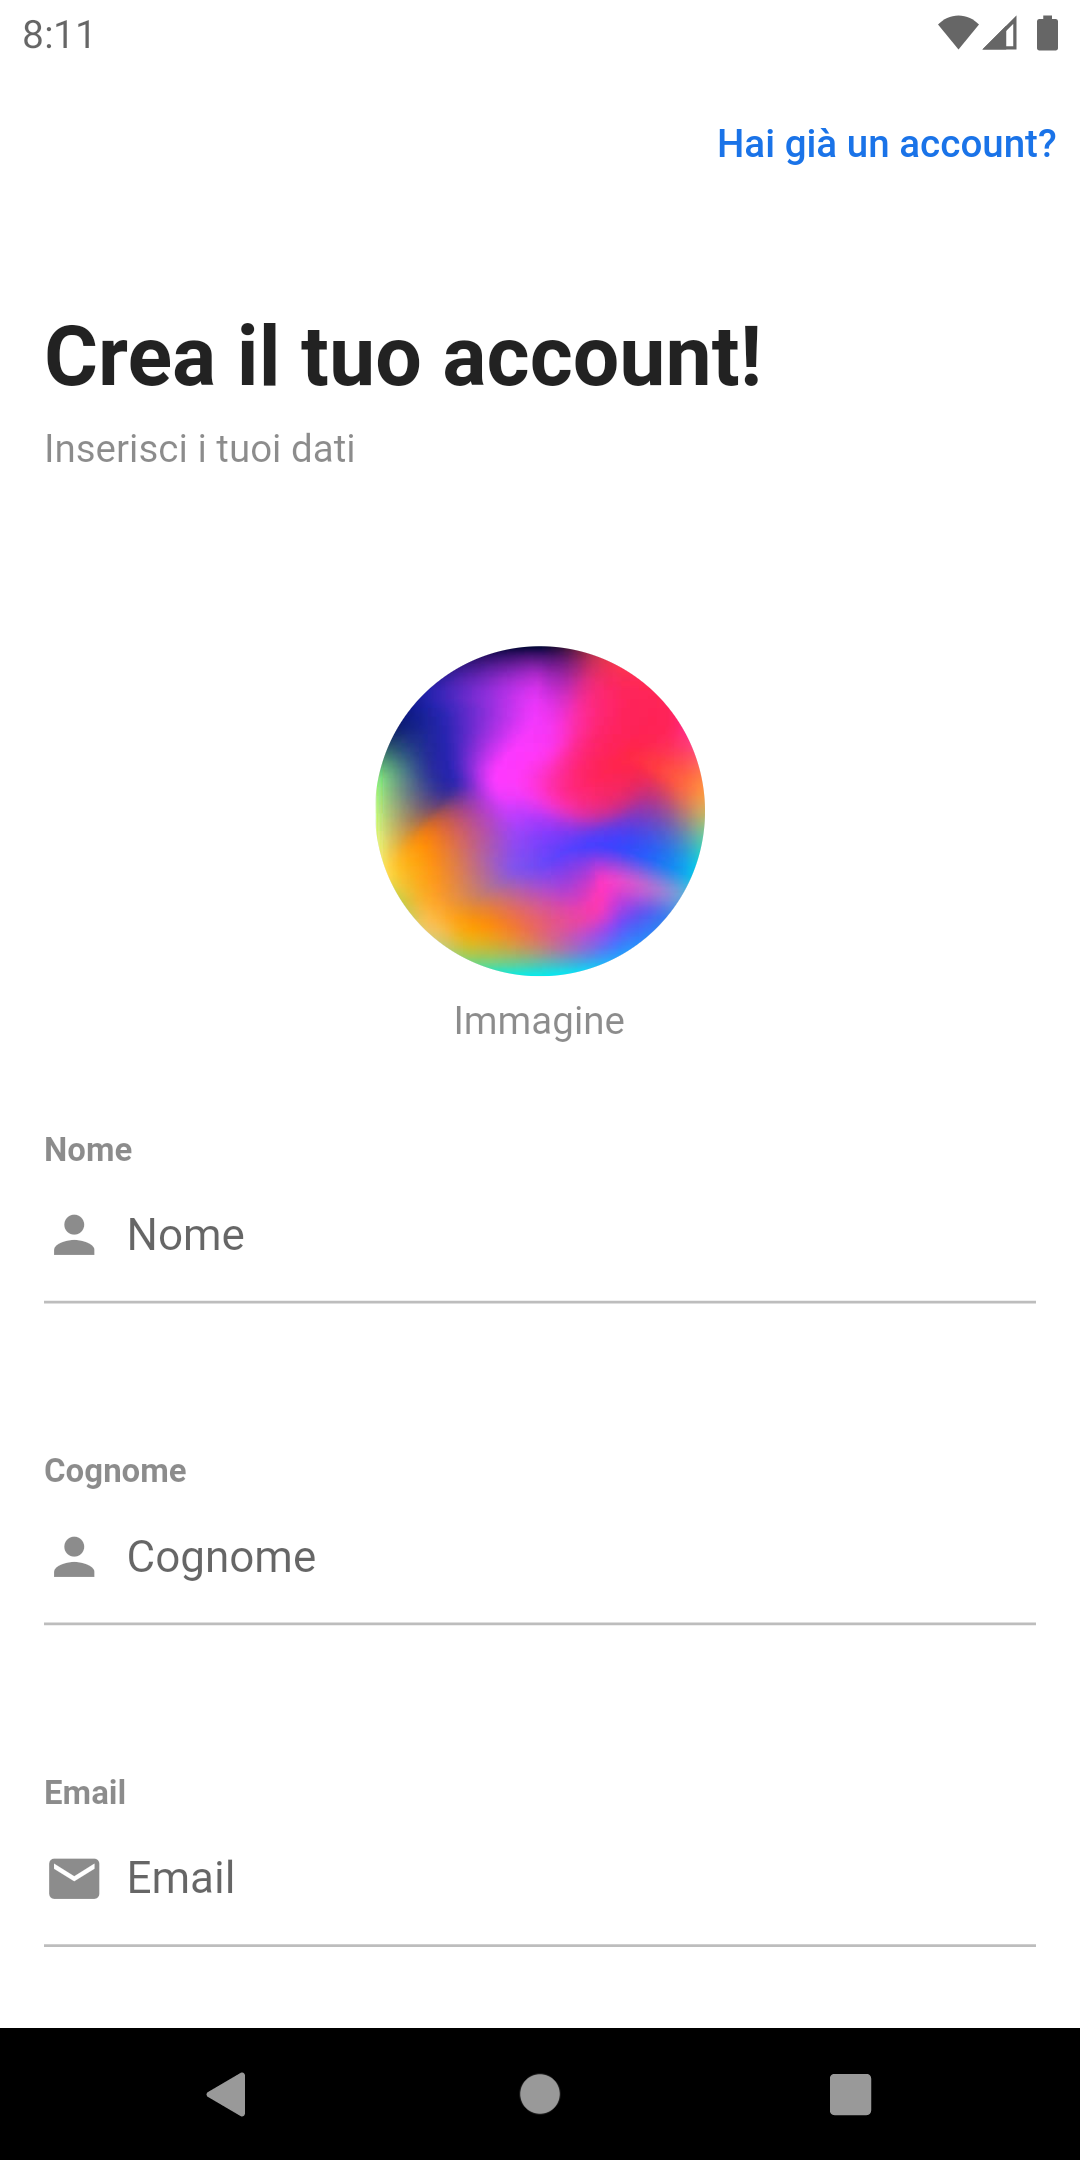 8:11
Hai già un account?
Crea il tuo account!
Inserisci i tuoi dati
Immagine
Nome
Nome
Cognome
Cognome
Email
Email